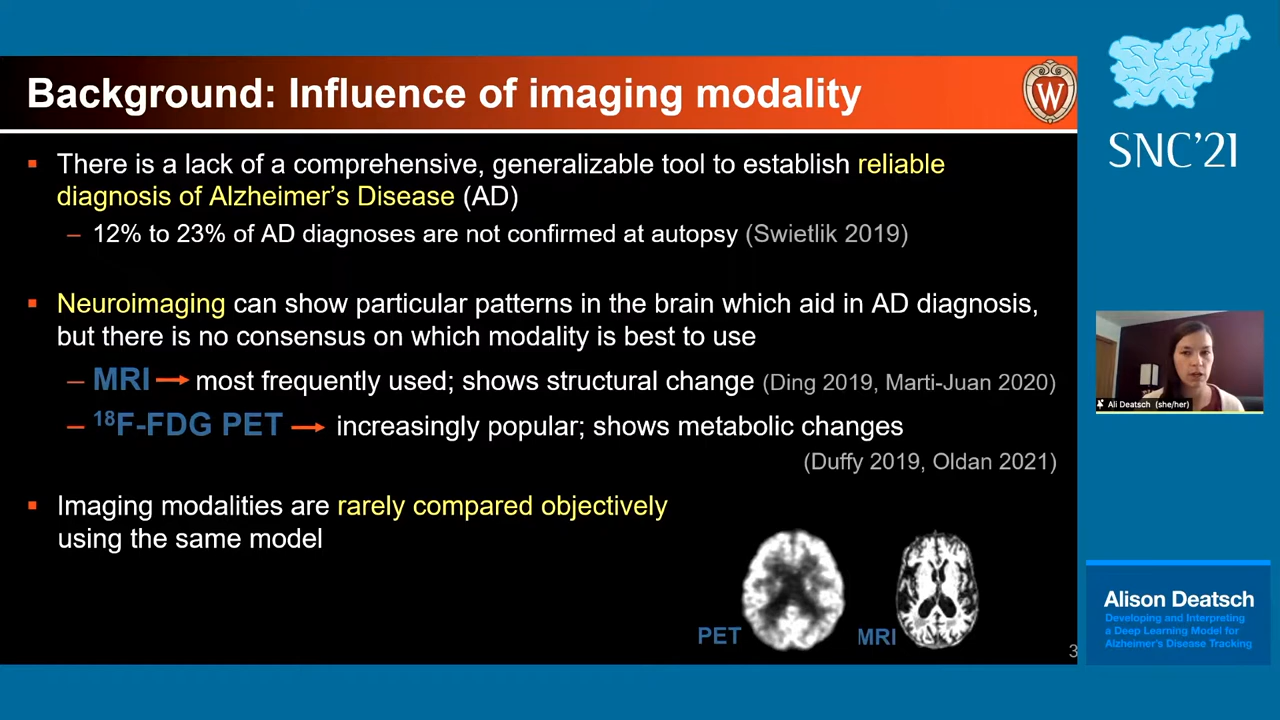 Background: Influence of imaging modality
W
▪ There is a lack of a comprehensive, generalizable tool to establish reliable
diagnosis of Alzheimer’s Disease (AD)
– 12% to 23% of AD diagnoses are not confirmed at autopsy (Swietlik 2019)
▪ Neuroimaging can show particular patterns in the brain which aid in AD diagnosis,
but there is no consensus on which modality is best to use
– MRI → most frequently used; shows structural change (Ding 2019, Marti-Juan 2020)
– ¹⁸F-FDG PET → increasingly popular; shows metabolic changes
(Duffy 2019, Oldan 2021)
▪ Imaging modalities are rarely compared objectively
using the same model
PET
MRI
3
SNC’21
Ali Deatsch (she/her)
Alison Deatsch
Developing and Interpreting
a Deep Learning Model for
Alzheimer’s Disease Tracking